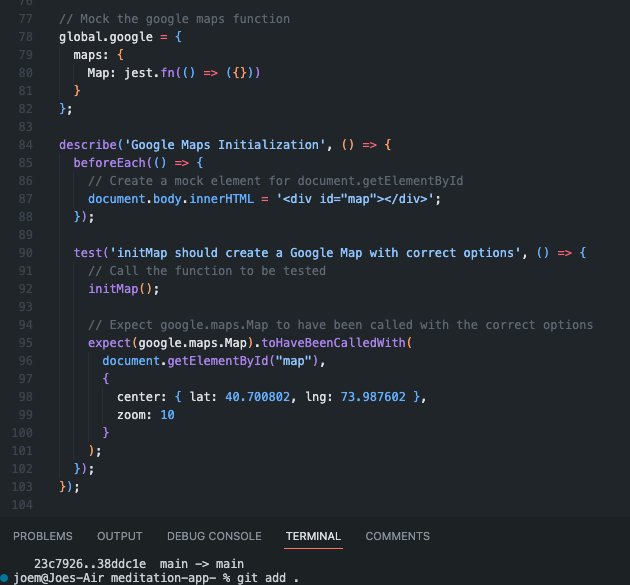 76
77 // Mock the google maps function
78 global.google = {
79 maps: {
80 Map: jest.fn(() => ({}))
81 }
82 };
83
84 describe('Google Maps Initialization', () => {
85 beforeEach(() => {
86 // Create a mock element for document.getElementById
87 document.body.innerHTML = '<div id="map"></div>';
88 });
89
90 test('initMap should create a Google Map with correct options', () => {
91 // Call the function to be tested
92 initMap();
93
94 // Expect google.maps.Map to have been called with the correct options
95 expect(google.maps.Map).toHaveBeenCalledWith(
96 document.getElementById("map"),
97 {
98 center: { lat: 40.700802, lng: 73.987602 },
99 zoom: 10
100 }
101 );
102 });
103 });
104
PROBLEMS OUTPUT DEBUG CONSOLE TERMINAL COMMENTS
23c7926..38ddc1e main -> main
joem@Joes-Air meditation-app- % git add .